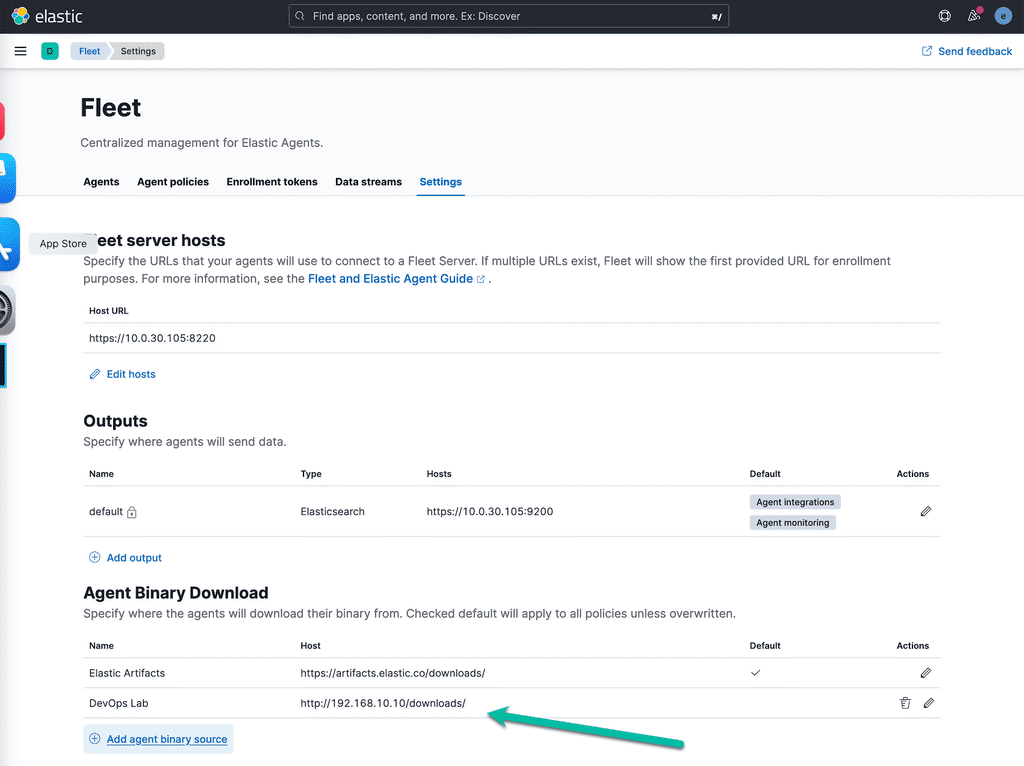 elastic
Find apps, content, and more. Ex: Discover
⌘/
e
D
Fleet
Settings
Send feedback
Fleet
Centralized management for Elastic Agents.
Agents
Agent policies
Enrollment tokens
Data streams
Settings
App Store
leet server hosts
Specify the URLs that your agents will use to connect to a Fleet Server. If multiple URLs exist, Fleet will show the first provided URL for enrollment
purposes. For more information, see the Fleet and Elastic Agent Guide .
Host URL
https://10.0.30.105:8220
Edit hosts
Outputs
Specify where agents will send data.
Name Type Hosts Default Actions
default Elasticsearch https://10.0.30.105:9200 Agent integrations
Agent monitoring
Add output
Agent Binary Download
Specify where the agents will download their binary from. Checked default will apply to all policies unless overwritten.
Name Host Default Actions
Elastic Artifacts https://artifacts.elastic.co/downloads/
DevOps Lab http://192.168.10.10/downloads/
Add agent binary source